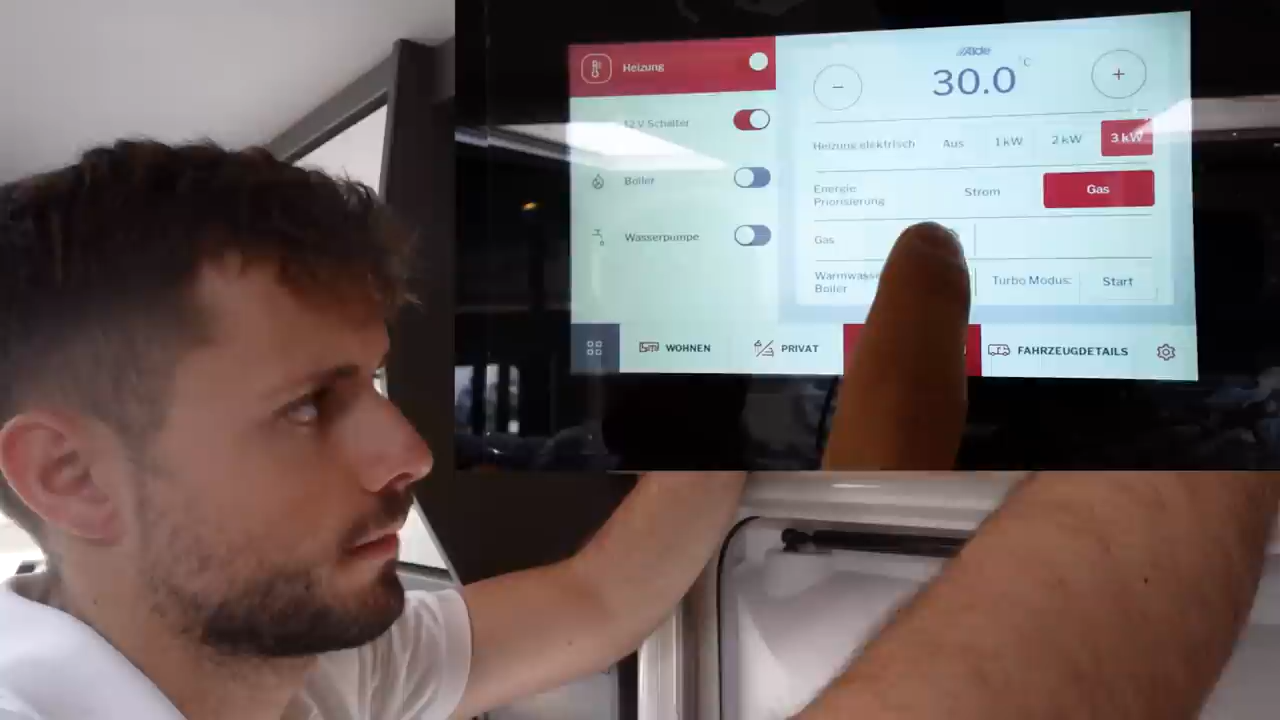 Heizung
12 V Schalter
Boiler
Wasserpumpe
Alde
− 30.0 °C +
Heizung elektrisch Aus 1 kW 2 kW 3 kW
Energie
Priorisierung
Strom Gas
Gas
Boiler
Turbo Modus: Start
WOHNEN PRIVAT FAHRZEUGDETAILS